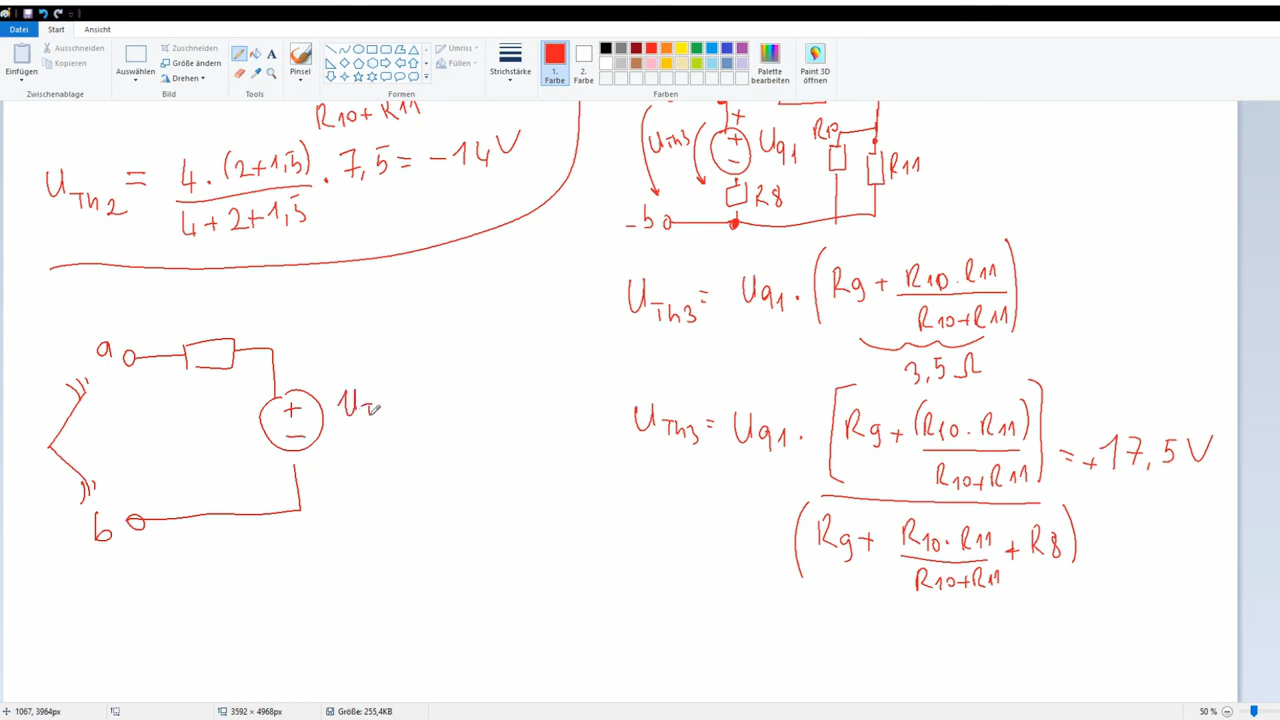 Datei Start Ansicht
Einfügen
Ausschneiden
Kopieren
Zwischenablage
Auswählen
Zuschneiden
Größe ändern
Drehen
Bild
A
Tools
Pinsel
Umriss
Füllen
Formen
Strichstärke
1. Farbe
2. Farbe
Palette bearbeiten
Paint 3D öffnen
Farben
R10 + R11
UTh2 = 4 · (2+1,5) / 4+2+1,5 · 7,5 = -14 V
a
+
-
b
UTh3
+
+
-
Uq1
R8
R10
R11
-b
UTh3 = Uq1 · (R9 + R10 · R11 / R10+R11)
3,5 Ω
UTh3 = Uq1 · [R9 + (R10 · R11) / R10+R11] = +17,5 V
(R9 + R10 · R11 / R10+R11 + R8)
1067, 3964px
3592 × 4968px
Größe: 255,4KB
50 %